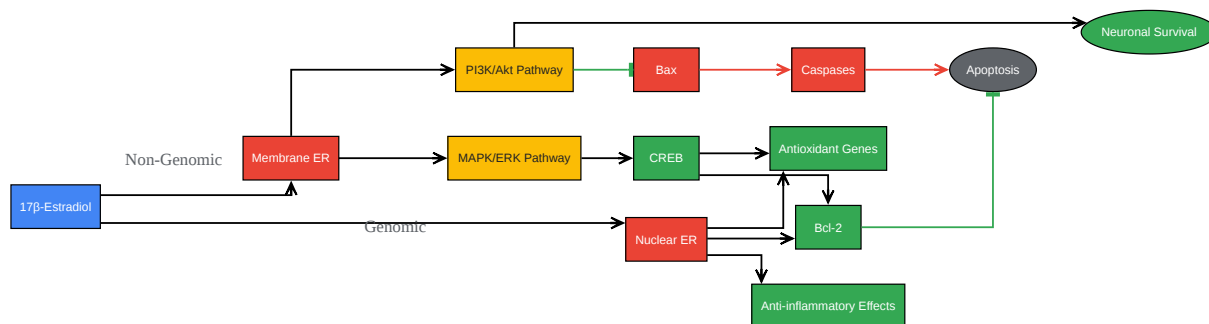 Neuronal Survival
PI3K/Akt Pathway
Bax
Caspases
Apoptosis
Non-Genomic
Membrane ER
MAPK/ERK Pathway
CREB
Antioxidant Genes
17β-Estradiol
Genomic
Nuclear ER
Bcl-2
Anti-inflammatory Effects